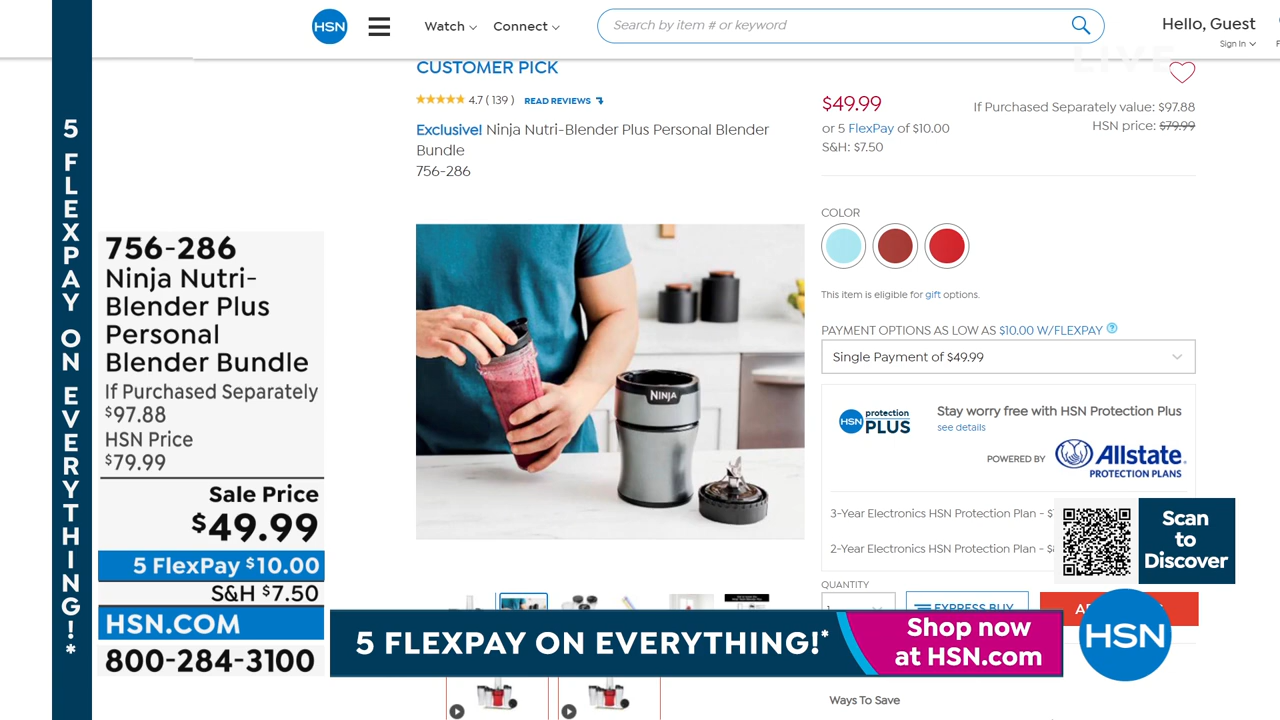 HSN
Watch
Connect
Search by item # or keyword
Hello, Guest
Sign In
LIVE
5 FLEXPAY ON EVERYTHING!*
CUSTOMER PICK
4.7 ( 139 ) READ REVIEWS
Exclusive! Ninja Nutri-Blender Plus Personal Blender
Bundle
756-286
$49.99
or 5 FlexPay of $10.00
S&H: $7.50
If Purchased Separately value: $97.88
HSN price: $79.99
COLOR
This item is eligible for gift options.
PAYMENT OPTIONS AS LOW AS $10.00 W/FLEXPAY ?
Single Payment of $49.99
HSN protection PLUS
Stay worry free with HSN Protection Plus
see details
POWERED BY Allstate
PROTECTION PLANS
3-Year Electronics HSN Protection Plan - $
2-Year Electronics HSN Protection Plan - $
QUANTITY
EXPRESS BUY
Ways To Save
NINJA
756-286
Ninja Nutri-
Blender Plus
Personal
Blender Bundle
If Purchased Separately
$97.88
HSN Price
$79.99
Sale Price
$49.99
5 FlexPay $10.00
S&H $7.50
HSN.COM
800-284-3100
Scan
to
Discover
5 FLEXPAY ON EVERYTHING!*
Shop now
at HSN.com
HSN